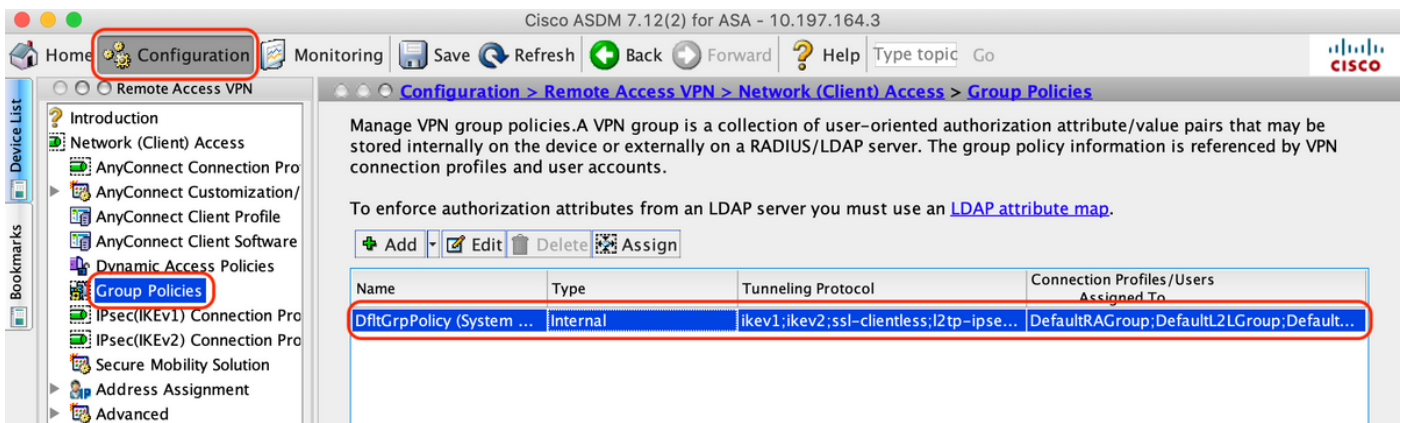 Cisco ASDM 7.12(2) for ASA - 10.197.164.3
Home Configuration Monitoring Save Refresh Back Forward Help Type topic Go
CISCO
Device List
Bookmarks
Remote Access VPN
Introduction
Network (Client) Access
AnyConnect Connection Pro
AnyConnect Customization/
AnyConnect Client Profile
AnyConnect Client Software
Dynamic Access Policies
Group Policies
IPsec(IKEv1) Connection Pro
IPsec(IKEv2) Connection Pro
Secure Mobility Solution
Address Assignment
Advanced
Configuration > Remote Access VPN > Network (Client) Access > Group Policies
Manage VPN group policies.A VPN group is a collection of user-oriented authorization attribute/value pairs that may be
stored internally on the device or externally on a RADIUS/LDAP server. The group policy information is referenced by VPN
connection profiles and user accounts.
To enforce authorization attributes from an LDAP server you must use an LDAP attribute map.
Add Edit Delete Assign
Name Type Tunneling Protocol Connection Profiles/Users
Assigned To
DfltGrpPolicy (System ... Internal ikev1;ikev2;ssl-clientless;l2tp-ipse... DefaultRAGroup;DefaultL2LGroup;Default...